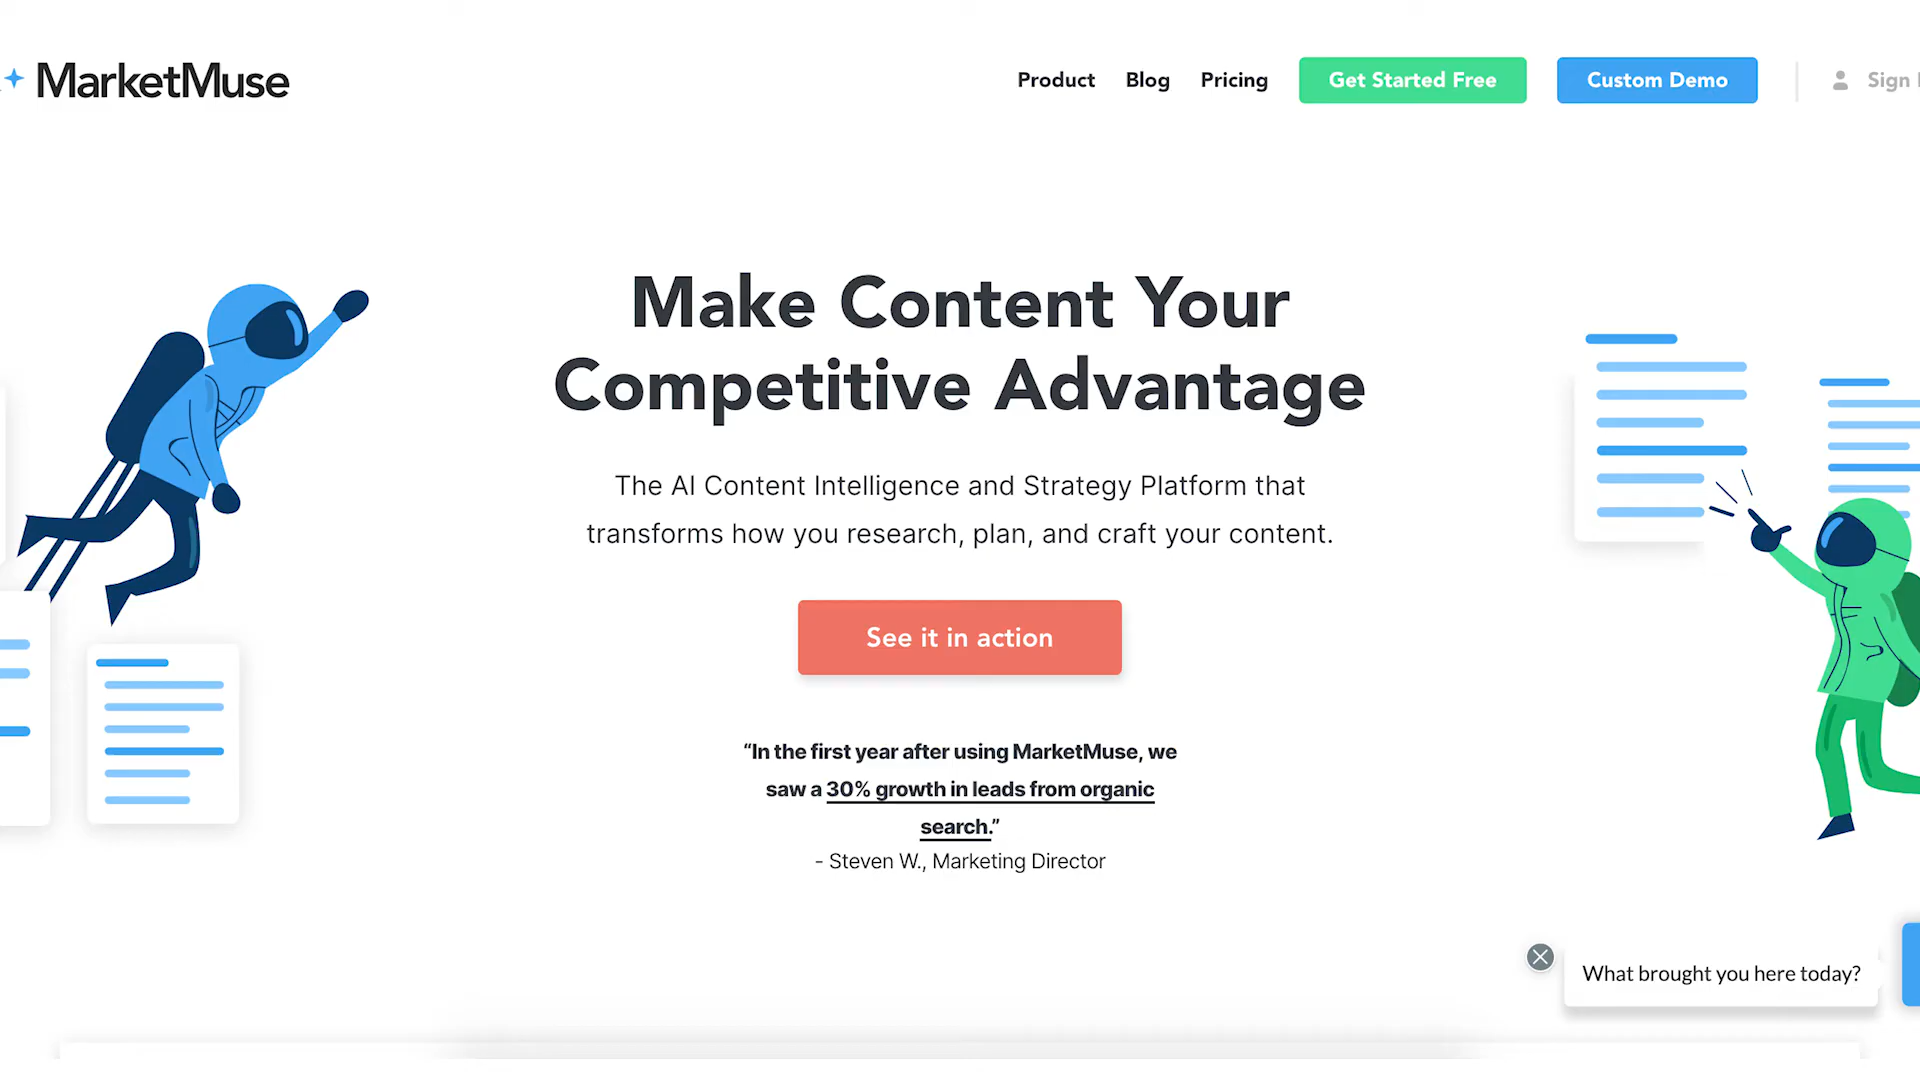 MarketMuse
Product
Blog
Pricing
Get Started Free
Custom Demo
Sign
Make Content Your
Competitive Advantage
The AI Content Intelligence and Strategy Platform that
transforms how you research, plan, and craft your content.
See it in action
“In the first year after using MarketMuse, we
saw a 30% growth in leads from organic
search.”
- Steven W., Marketing Director
What brought you here today?